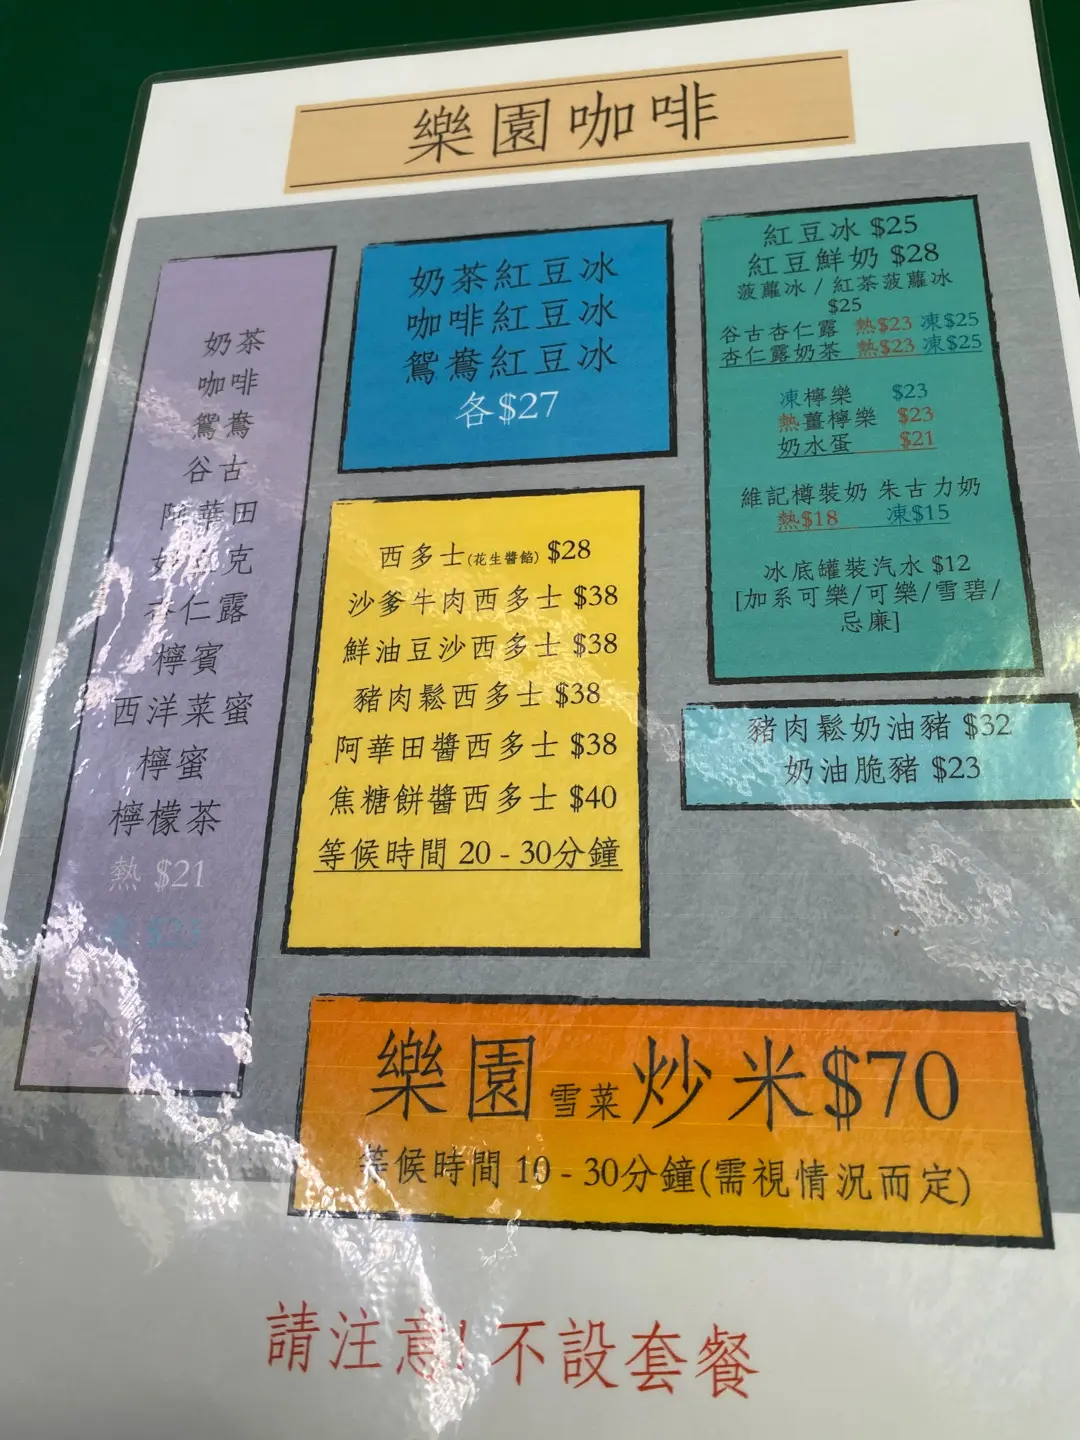 樂園咖啡
奶茶
咖啡
鴛鴦
谷古
阿華田
好立克
杏仁露
檸賓
西洋菜蜜
檸蜜
檸檬茶
熱 $21
$23
奶茶紅豆冰
咖啡紅豆冰
鴛鴦紅豆冰
各$27
西多士(花生醬餡) $28
沙爹牛肉西多士 $38
鮮油豆沙西多士 $38
豬肉鬆西多士 $38
阿華田醬西多士 $38
焦糖餅醬西多士 $40
等候時間 20 - 30分鐘
紅豆冰 $25
紅豆鮮奶 $28
菠蘿冰 / 紅茶菠蘿冰
$25
谷古杏仁露 熱$23 凍$25
杏仁露奶茶 熱$23 凍$25
凍檸樂 $23
熱薑檸樂 $23
奶水蛋 $21
維記樽裝奶 朱古力奶
熱$18 凍$15
冰底罐裝汽水 $12
[加系可樂/可樂/雪碧/
忌廉]
豬肉鬆奶油豬 $32
奶油脆豬 $23
樂園雪菜炒米$70
等候時間 10 - 30分鐘(需視情況而定)
請注意! 不設套餐